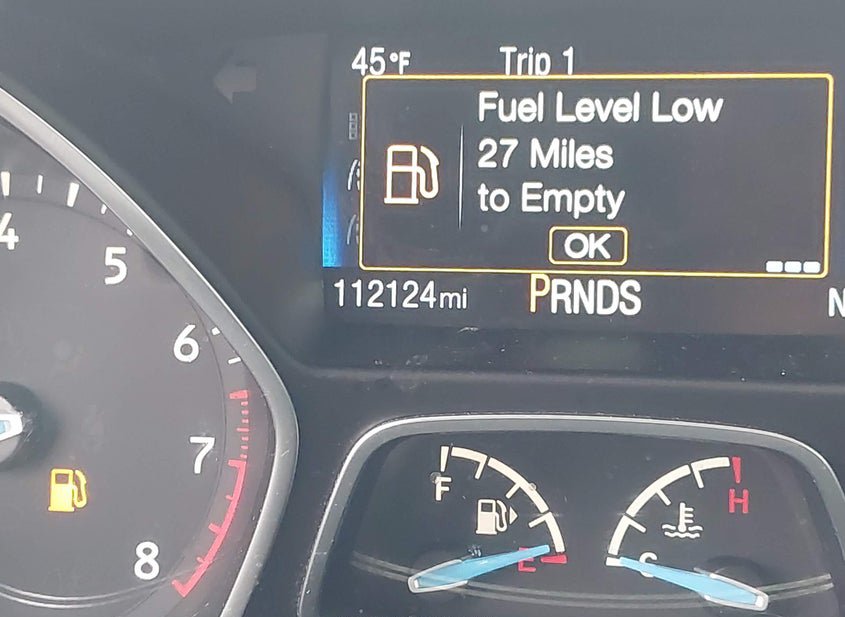 45°F Trip 1
Fuel Level Low
27 Miles
to Empty
OK
112124mi PRNDS N
4
5
6
7
8
F
E
H
C